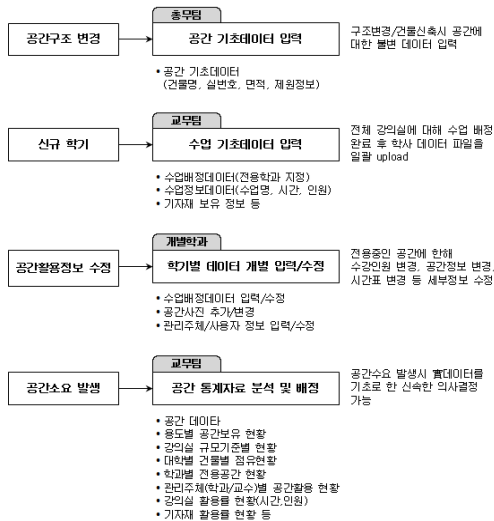 총무팀
공간구조 변경
공간 기초데이터 입력
구조변경/건물신축시 공간에
대한 불변 데이터 입력
• 공간 기초데이터
(건물명, 실번호, 면적, 제원정보)
교무팀
신규 학기
수업 기초데이터 입력
전체 강의실에 대해 수업 배정
완료 후 학사 데이터 파일을
일괄 upload
• 수업배정데이터(전용학과 지정)
• 수업정보데이터(수업명, 시간, 인원)
• 기자재 보유 정보 등
개별학과
공간활용정보 수정
학기별 데이터 개별 입력/수정
전용중인 공간에 한해
수강인원 변경, 공간정보 변경,
시간표 변경 등 세부정보 수정
• 수업배정데이터 입력/수정
• 공간사진 추가/변경
• 관리주체/사용자 정보 입력/수정
교무팀
공간소요 발생
공간 통계자료 분석 및 배정
공간수요 발생시 實데이터를
기초로 한 신속한 의사결정
가능
• 공간 데이타
• 용도별 공간보유 현황
• 강의실 규모기준별 현황
• 대학별 건물별 점유현황
• 학과별 전용공간 현황
• 관리주체(학과/교수)별 공간활용 현황
• 강의실 활용률 현황(시간,인원)
• 기자재 활용률 현황 등